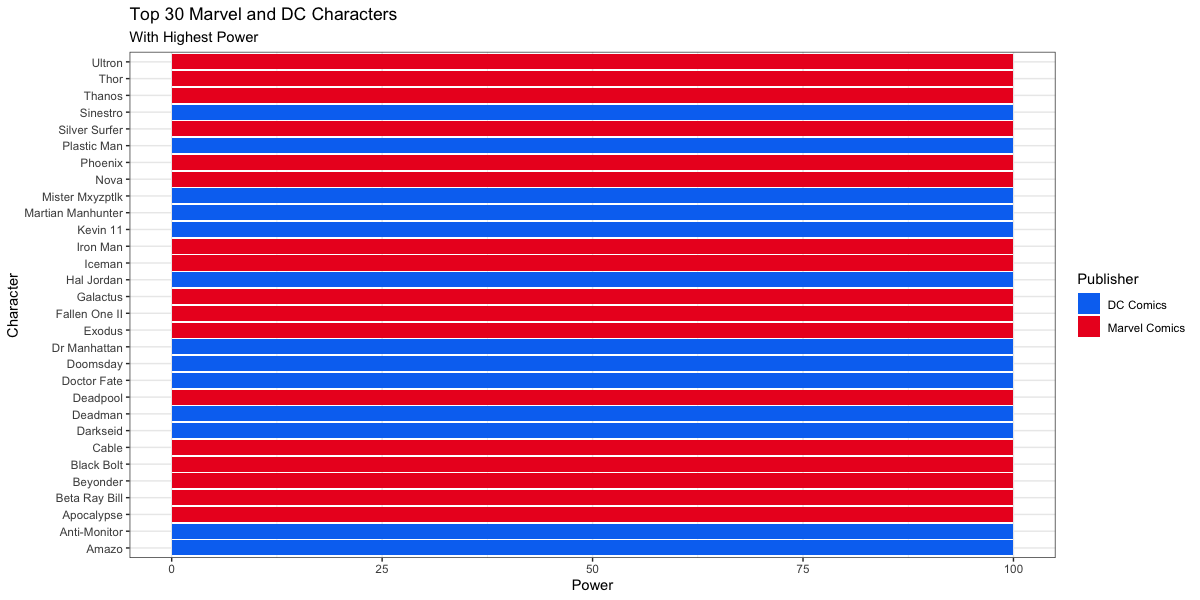 Top 30 Marvel and DC Characters
With Highest Power
Ultron
Thor
Thanos
Sinestro
Silver Surfer
Plastic Man
Phoenix
Nova
Mister Mxyzptlk
Martian Manhunter
Kevin 11
Iron Man
Iceman
Hal Jordan
Galactus
Fallen One II
Exodus
Dr Manhattan
Doomsday
Doctor Fate
Deadpool
Deadman
Darkseid
Cable
Black Bolt
Beyonder
Beta Ray Bill
Apocalypse
Anti-Monitor
Amazo
Character
0 25 50 75 100
Power
Publisher
DC Comics
Marvel Comics